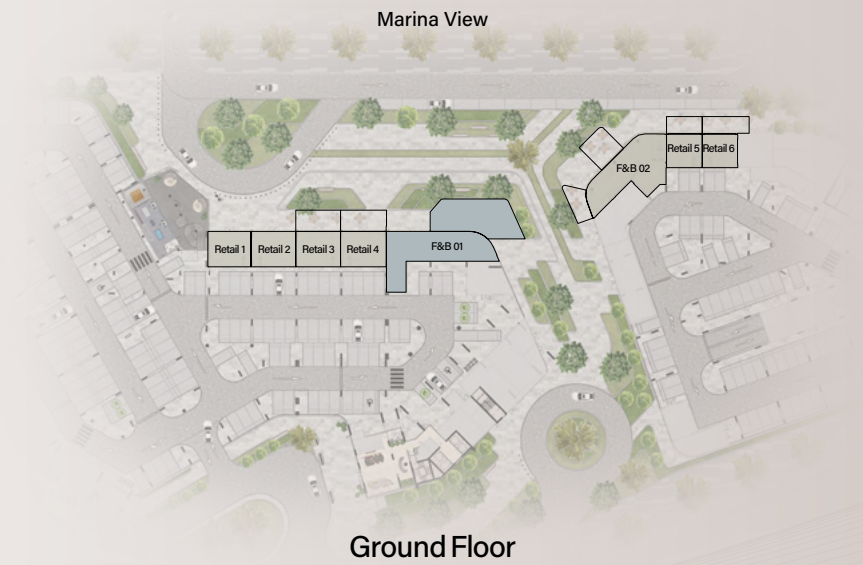 Marina View
Retail 5
Retail 6
F&B 02
Retail 1
Retail 2
Retail 3
Retail 4
F&B 01
Ground Floor